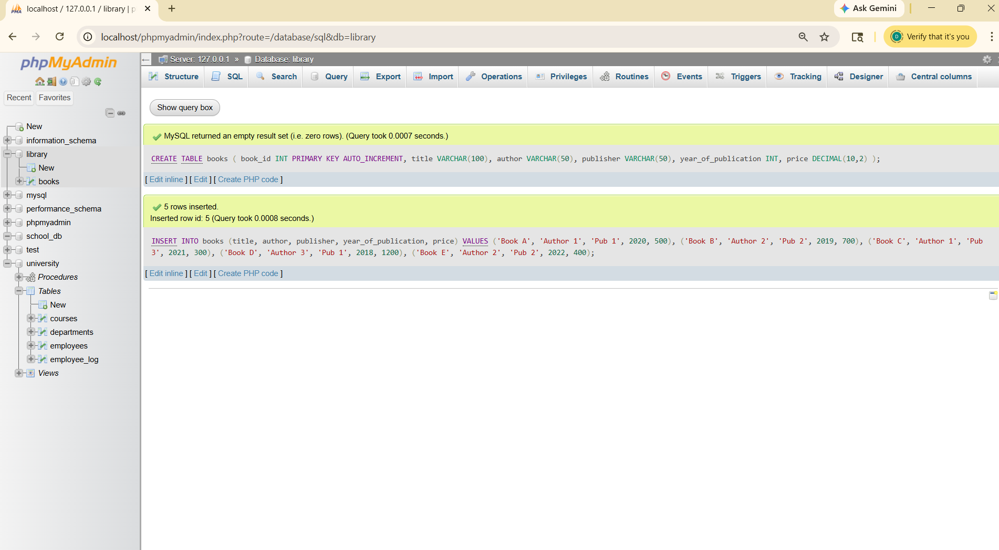 localhost / 127.0.0.1 / library | p
Ask Gemini
localhost/phpmyadmin/index.php?route=/database/sql&db=library
D
Verify that it's you
PMA
phpMyAdmin
Recent
Favorites
New
information_schema
library
New
books
mysql
performance_schema
phpmyadmin
school_db
test
university
Procedures
Tables
New
courses
departments
employees
employee_log
Views
Server: 127.0.0.1 » Database: library
Structure SQL Search Query Export Import Operations Privileges Routines Events Triggers Tracking Designer Central columns
Show query box
MySQL returned an empty result set (i.e. zero rows). (Query took 0.0007 seconds.)
CREATE TABLE books ( book_id INT PRIMARY KEY AUTO_INCREMENT, title VARCHAR(100), author VARCHAR(50), publisher VARCHAR(50), year_of_publication INT, price DECIMAL(10,2) );
[ Edit inline ] [ Edit ] [ Create PHP code ]
5 rows inserted.
Inserted row id: 5 (Query took 0.0008 seconds.)
INSERT INTO books (title, author, publisher, year_of_publication, price) VALUES ('Book A', 'Author 1', 'Pub 1', 2020, 500), ('Book B', 'Author 2', 'Pub 2', 2019, 700), ('Book C', 'Author 1', 'Pub
3', 2021, 300), ('Book D', 'Author 3', 'Pub 1', 2018, 1200), ('Book E', 'Author 2', 'Pub 2', 2022, 400);
[ Edit inline ] [ Edit ] [ Create PHP code ]